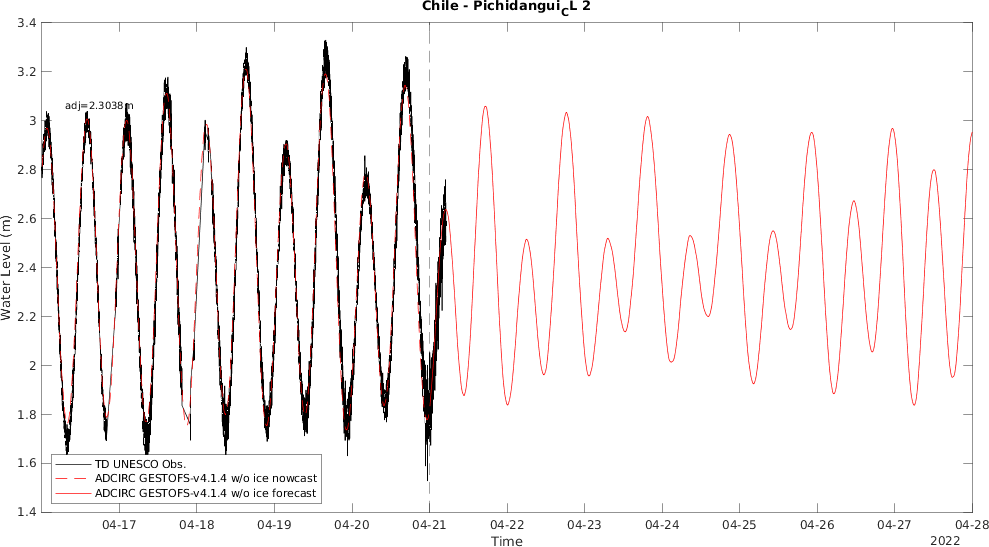 Chile - PichidanguiCL 2
3.4
3.2
3
2.8
2.6
2.4
2.2
2
1.8
1.6
1.4
Water Level (m)
adj=2.3038 m
TD UNESCO Obs.
ADCIRC GESTOFS-v4.1.4 w/o ice nowcast
ADCIRC GESTOFS-v4.1.4 w/o ice forecast
04-17 04-18 04-19 04-20 04-21 04-22 04-23 04-24 04-25 04-26 04-27 04-28
Time
2022